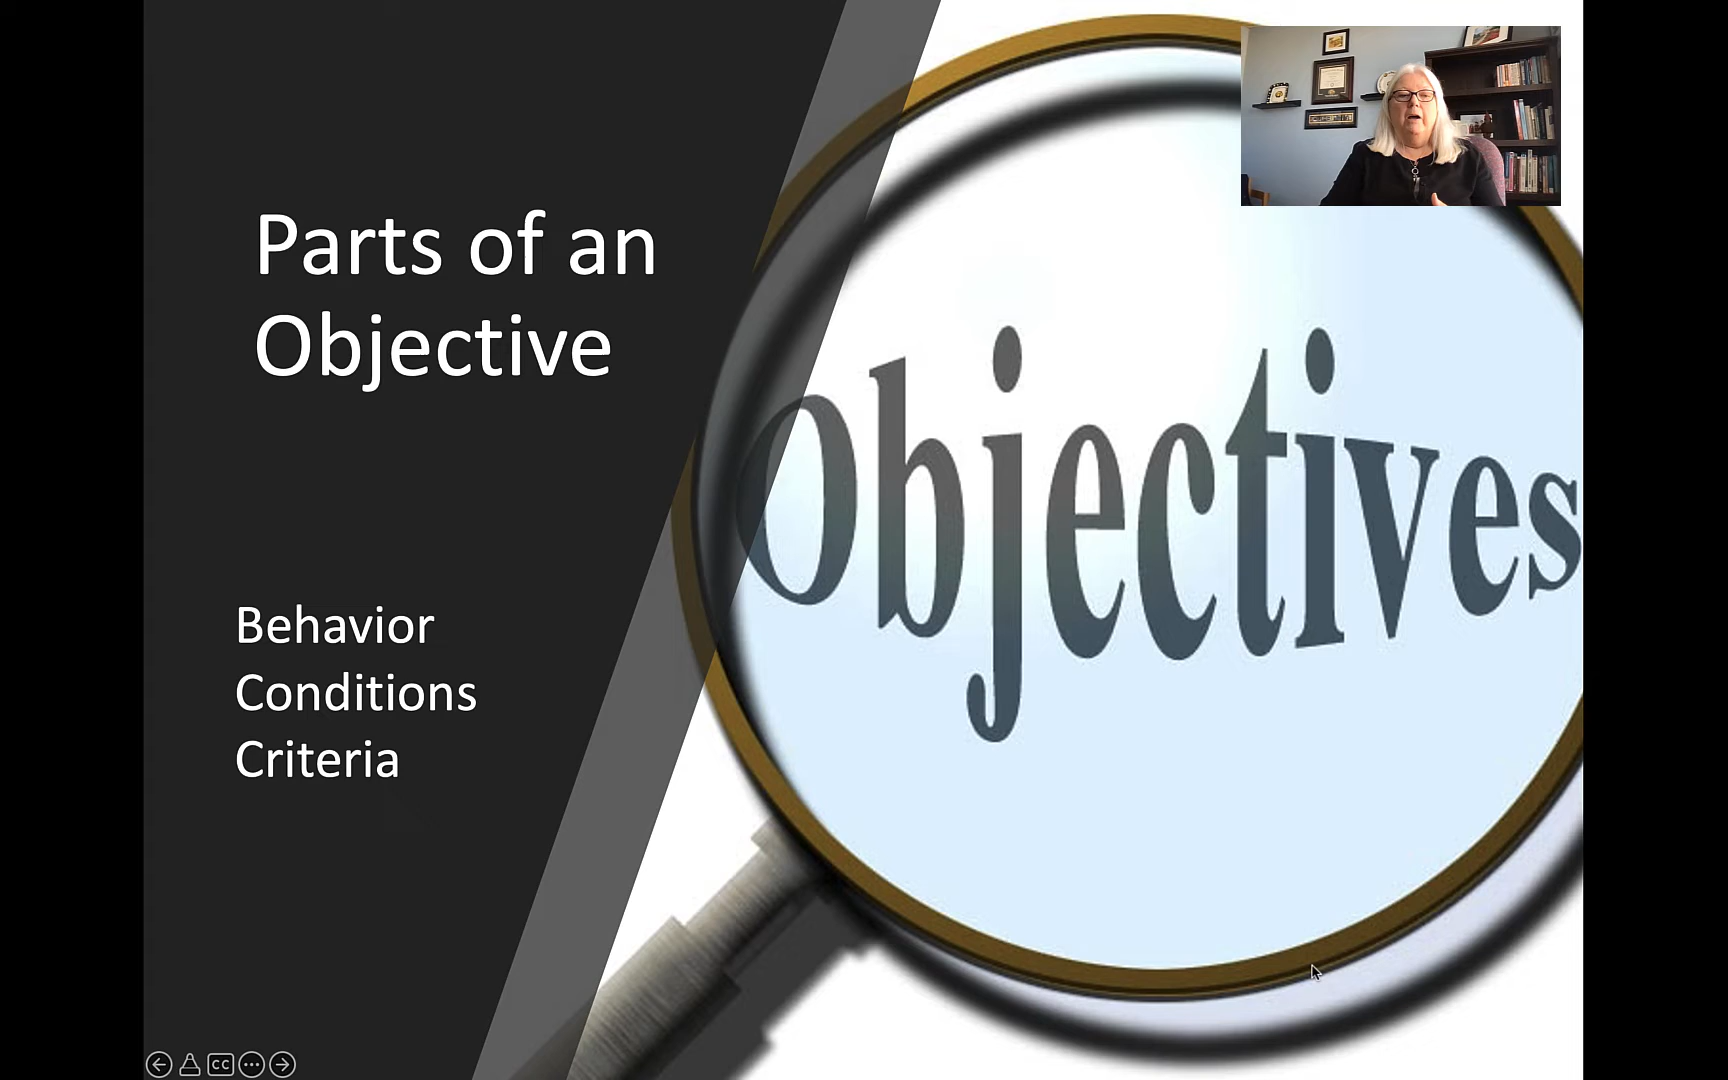 Parts of an
Objective
Behavior
Conditions
Criteria
Objectives
CC